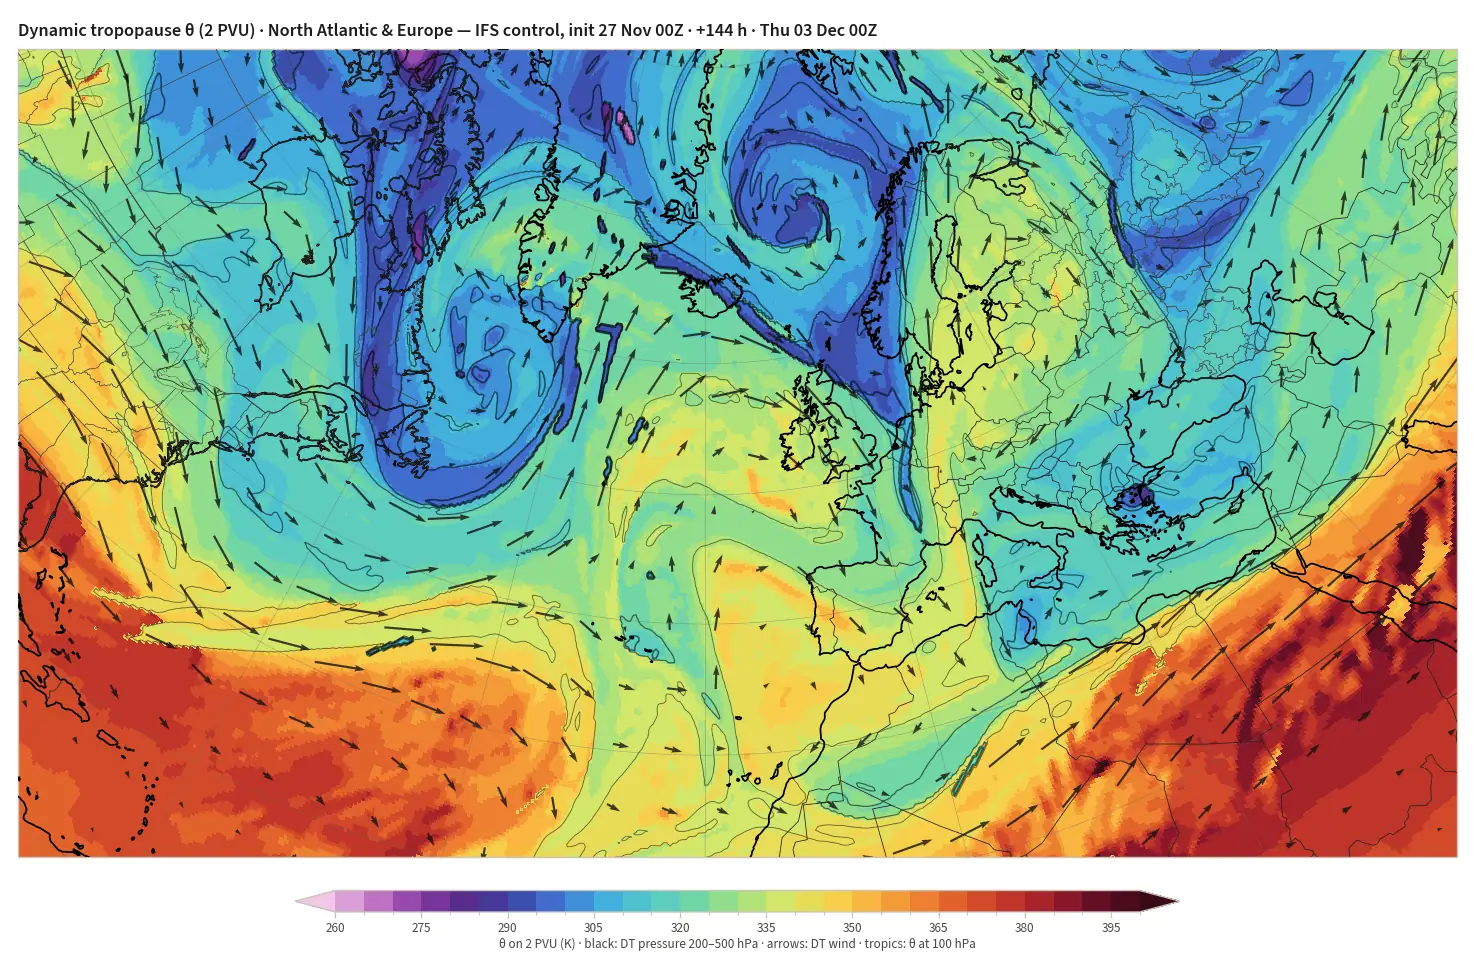 Dynamic tropopause θ (2 PVU) · North Atlantic & Europe — IFS control, init 27 Nov 00Z · +144 h · Thu 03 Dec 00Z
260 275 290 305 320 335 350 365 380 395
θ on 2 PVU (K) · black: DT pressure 200–500 hPa · arrows: DT wind · tropics: θ at 100 hPa